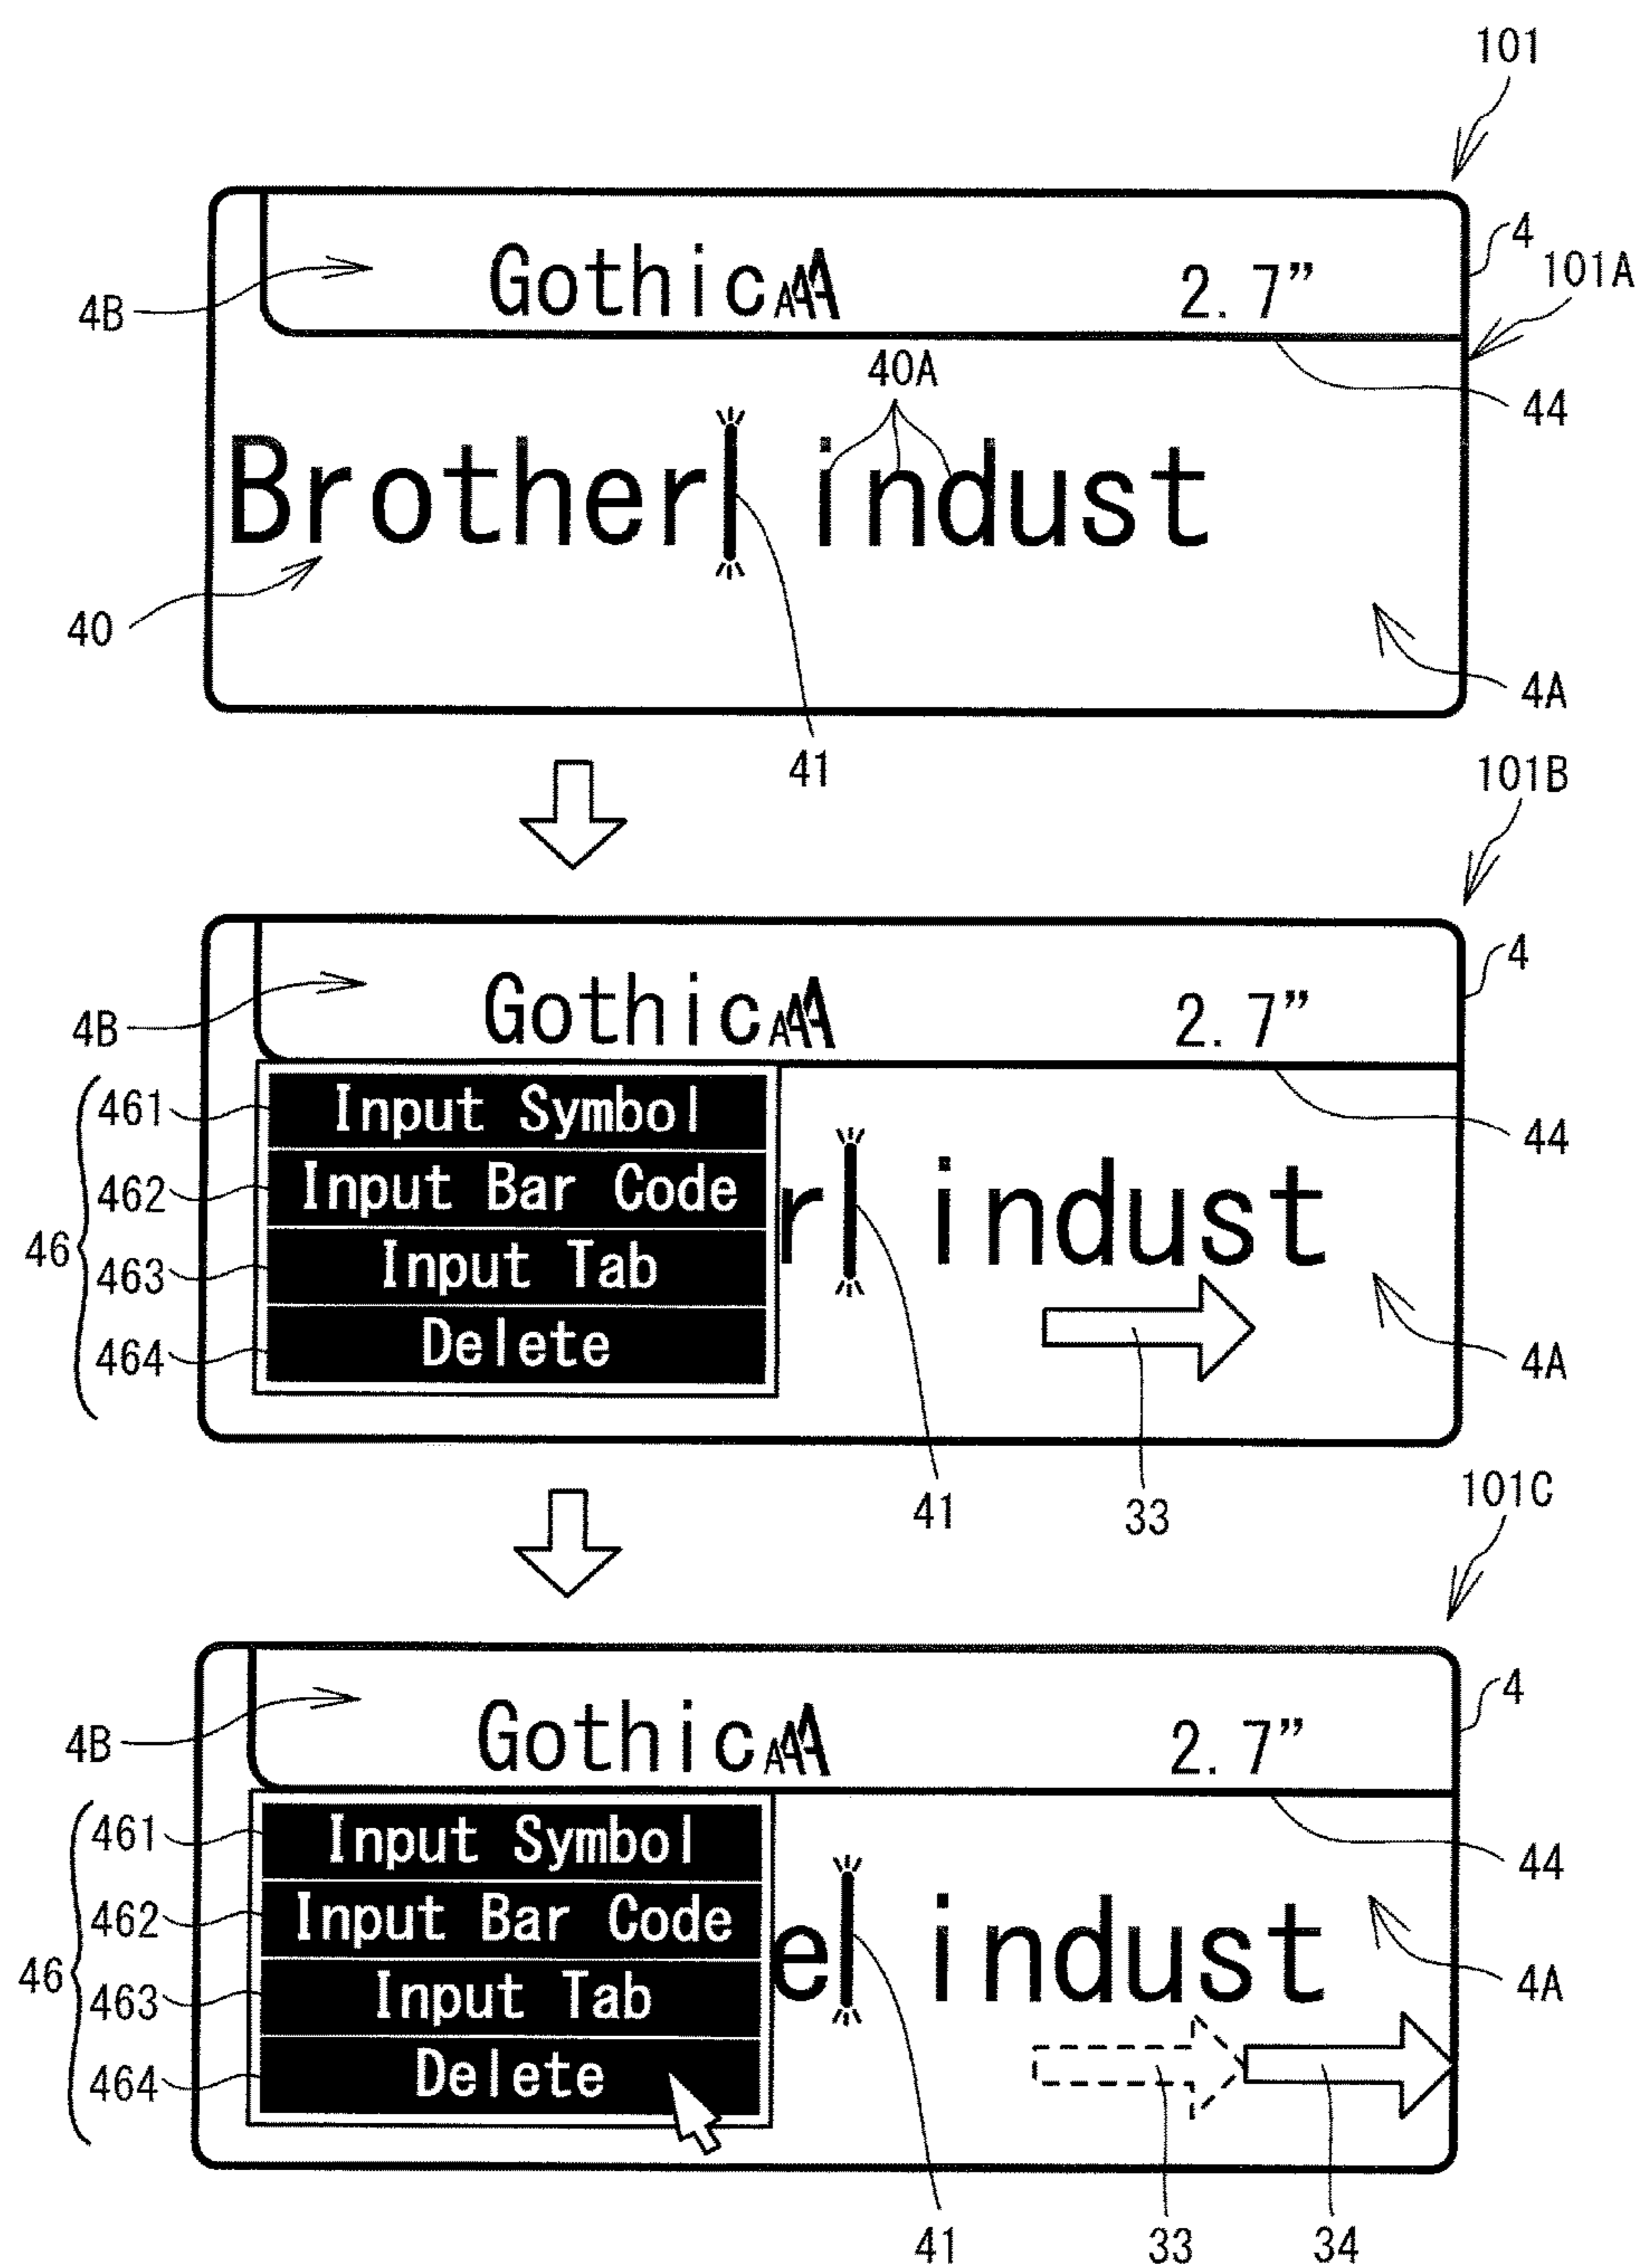 101
4
101A
4B
Gothic AAA
2.7”
40A
44
Brother indust
40
4A
41
101B
4
4B
Gothic AAA
2.7”
461
Input Symbol
44
462
Input Bar Code
r indust
46
463
Input Tab
464
Delete
4A
41
33
101C
4
4B
Gothic AAA
2.7”
461
Input Symbol
44
462
Input Bar Code
e indust
46
463
Input Tab
4A
464
Delete
41
33
34